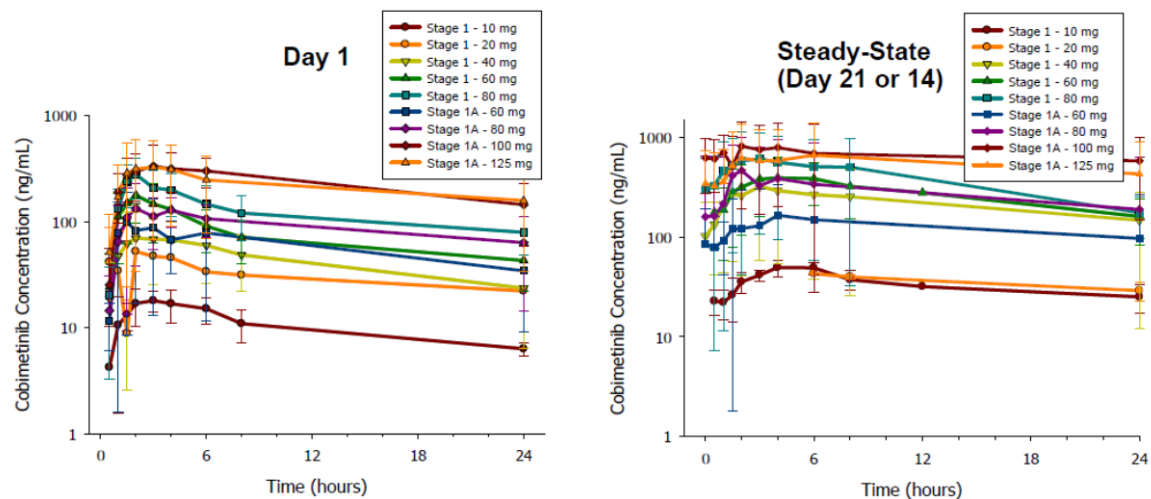 Day 1
Stage 1 - 10 mg
Stage 1 - 20 mg
Stage 1 - 40 mg
Stage 1 - 60 mg
Stage 1 - 80 mg
Stage 1A - 60 mg
Stage 1A - 80 mg
Stage 1A - 100 mg
Stage 1A - 125 mg
Cobimetinib Concentration (ng/mL)
1000
100
10
1
0
6
12
18
24
Time (hours)
Steady-State
(Day 21 or 14)
Stage 1 - 10 mg
Stage 1 - 20 mg
Stage 1 - 40 mg
Stage 1 - 60 mg
Stage 1 - 80 mg
Stage 1A - 60 mg
Stage 1A - 80 mg
Stage 1A - 100 mg
Stage 1A - 125 mg
Cobimetinib Concentration (ng/mL)
1000
100
10
1
0
6
12
18
24
Time (hours)